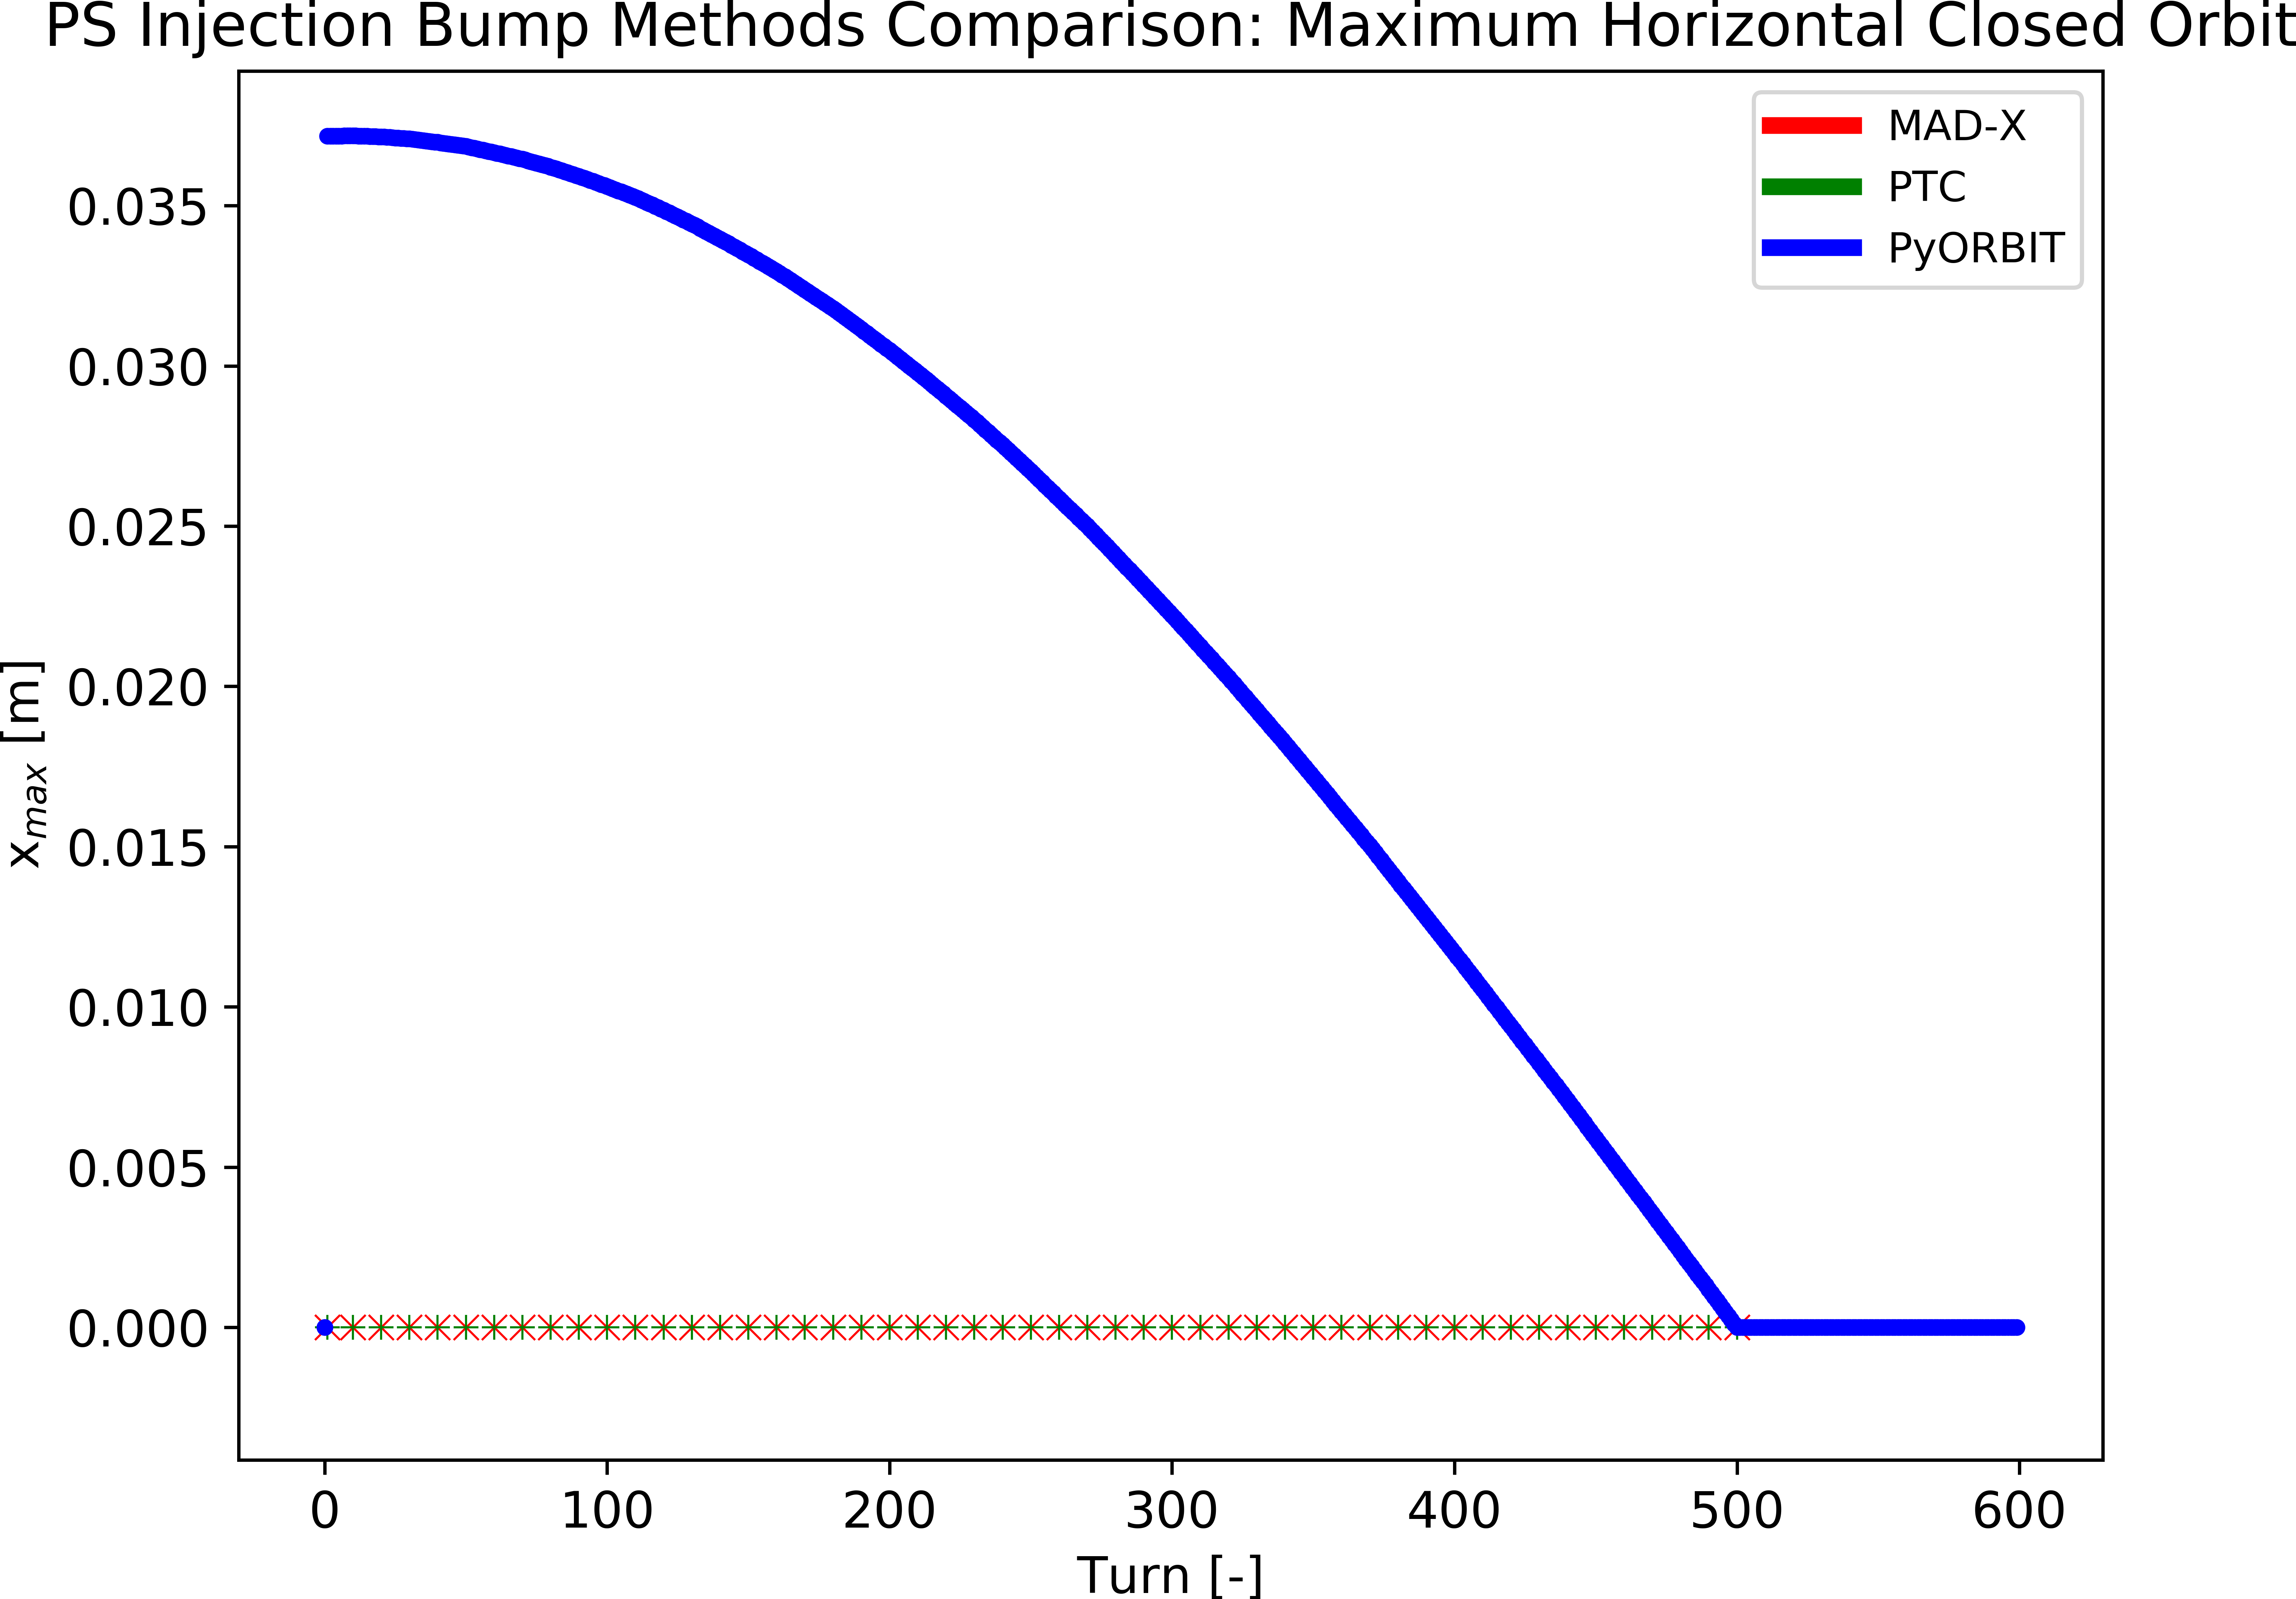 PS Injection Bump Methods Comparison: Maximum Horizontal Closed Orbit
MAD-X
PTC
PyORBIT
0.035
0.030
0.025
0.020
0.015
0.010
0.005
0.000
x_max [m]
0 100 200 300 400 500 600
Turn [-]